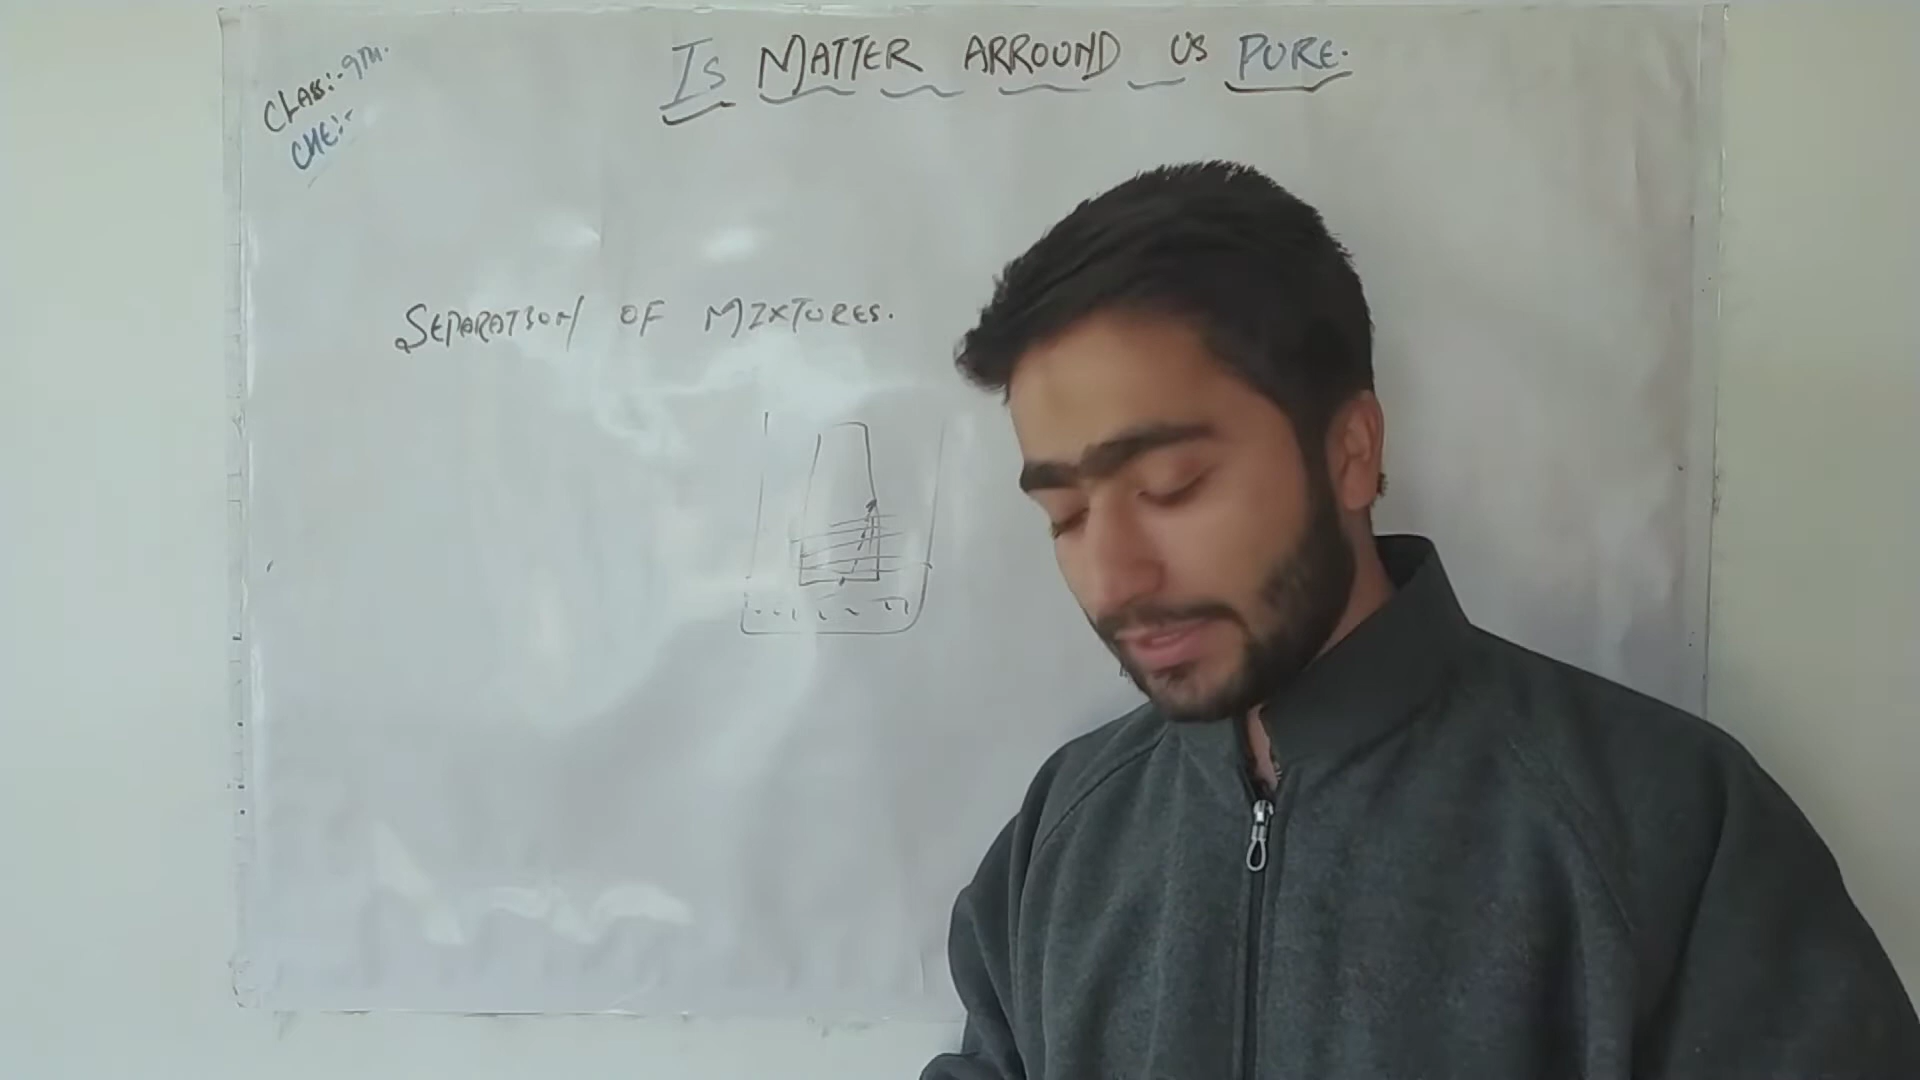 IS MATTER ARROUND US PURE.
CLASS:- 9TH.
CHE:-
SEPARATION OF MIXTURES.